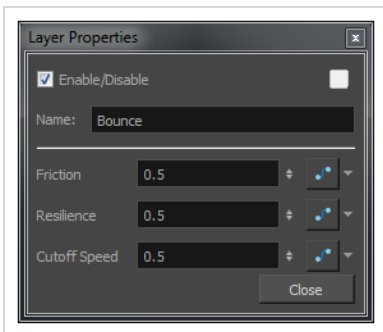 Layer Properties
Enable/Disable
Name: Bounce
Friction 0.5
Resilience 0.5
Cutoff Speed 0.5
Close